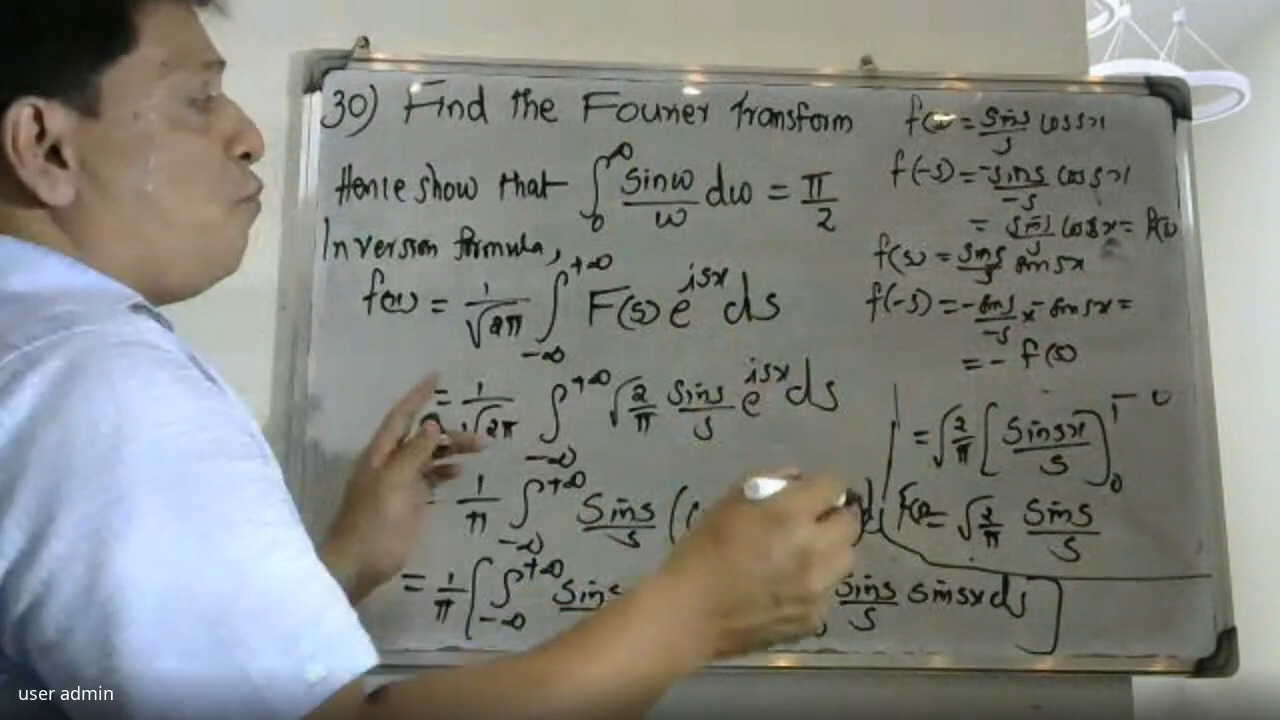 30) Find the Fourier transform
Hence show that ∫₀^∞ sinω/ω dω = π/2
Inversion formula,
f(x) = 1/√2π ∫_{-∞}^{+∞} F(s) e^{isx} ds
= 1/√2π ∫_{-∞}^{+∞} √2/π sins/s e^{isx} ds
1/π ∫_{-∞}^{+∞} sins/s (
= 1/π [ ∫_{-∞}^{+∞} sins/s sinsx ds ]
= sins/s cossx
f(-s) = -sins/-s cossx
= sins/s cossx =
f(s) = sins/s sinsx
f(-s) = -sins/-s x -sinsx =
= - f(s)
= √2/π [ sinsx/s ]₀¹
= √2/π sins/s
user admin